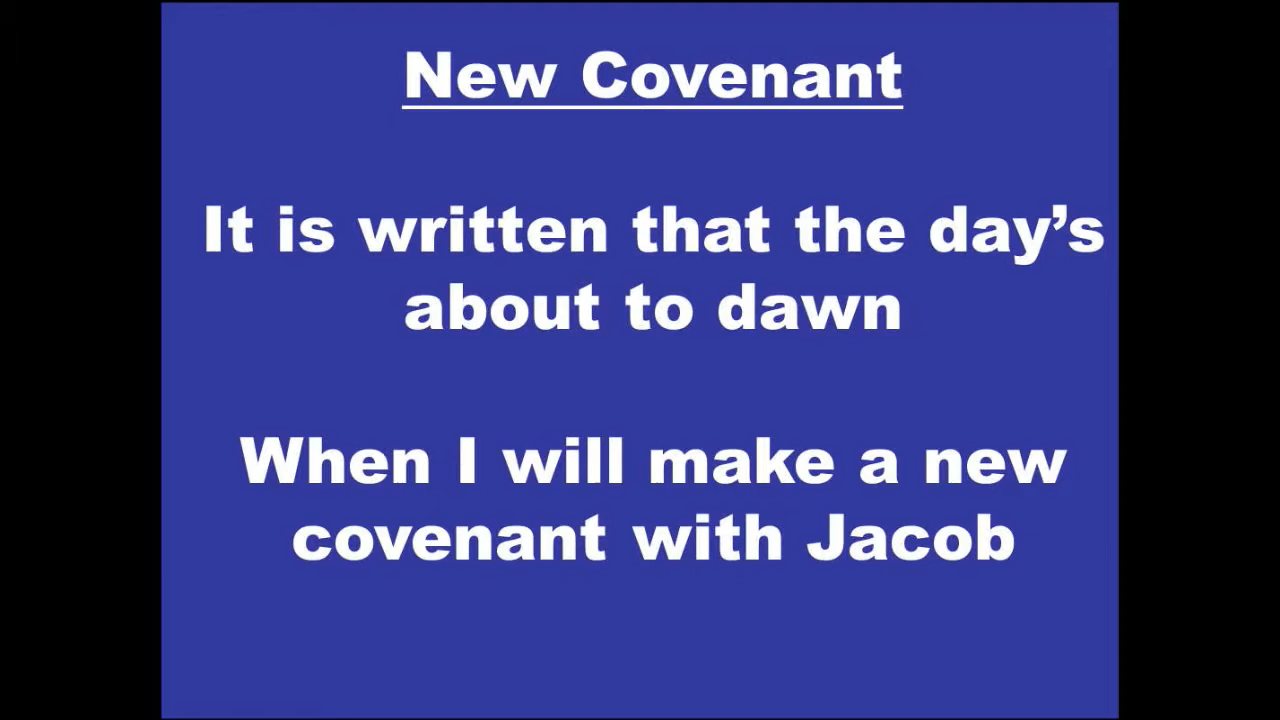 New Covenant
It is written that the day’s
about to dawn
When I will make a new
covenant with Jacob